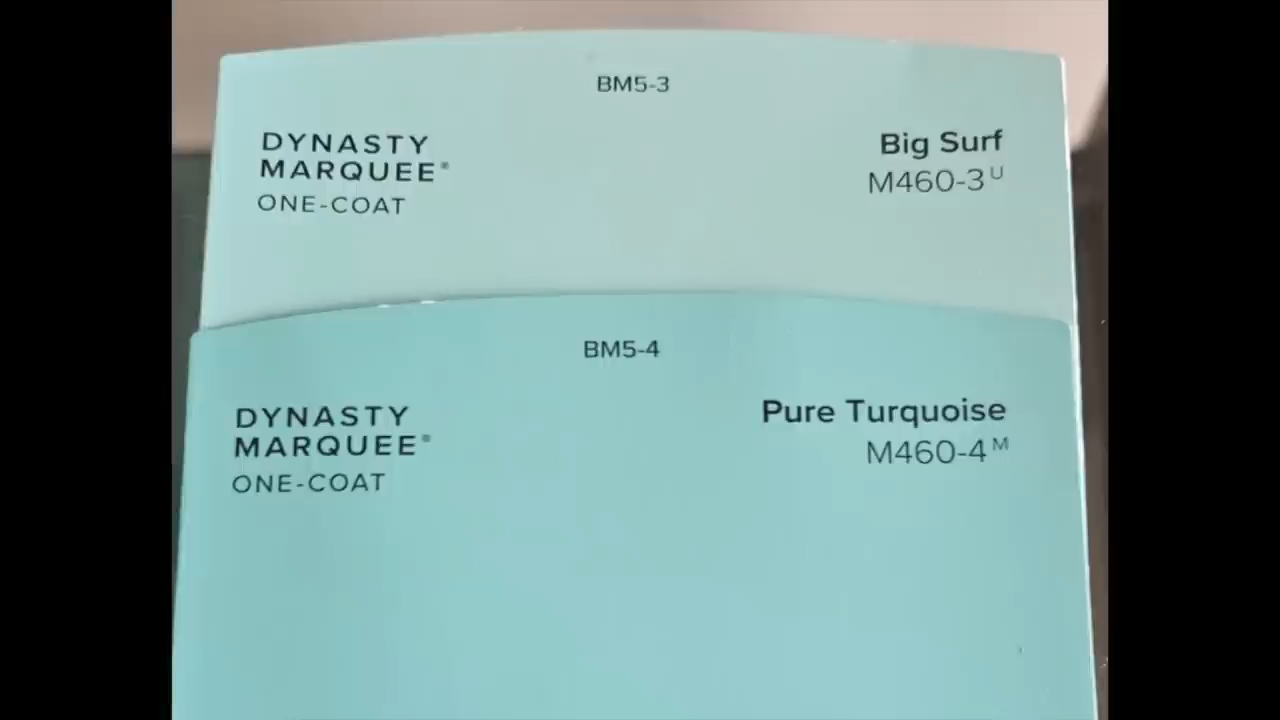 BM5-3
DYNASTY
MARQUEE®
ONE-COAT
Big Surf
M460-3ᵁ
BM5-4
DYNASTY
MARQUEE®
ONE-COAT
Pure Turquoise
M460-4ᴹ